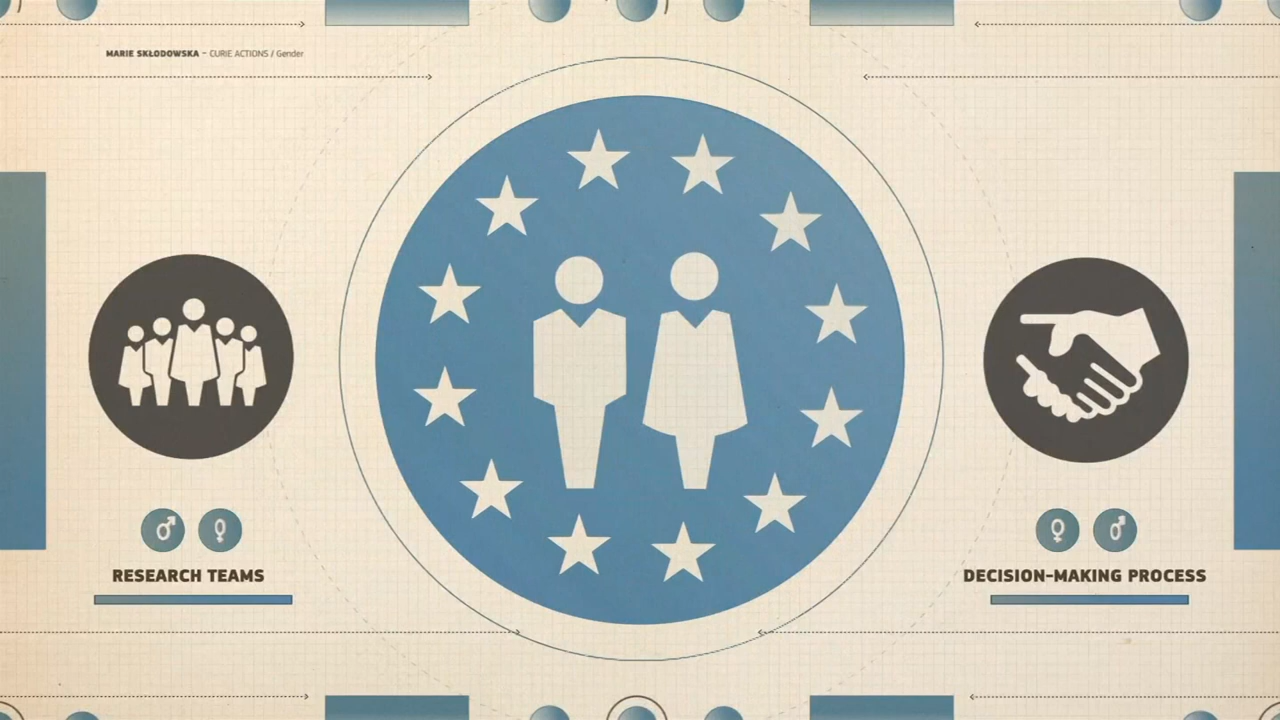 MARIE SKŁODOWSKA – CURIE ACTIONS / Gender
RESEARCH TEAMS
DECISION-MAKING PROCESS